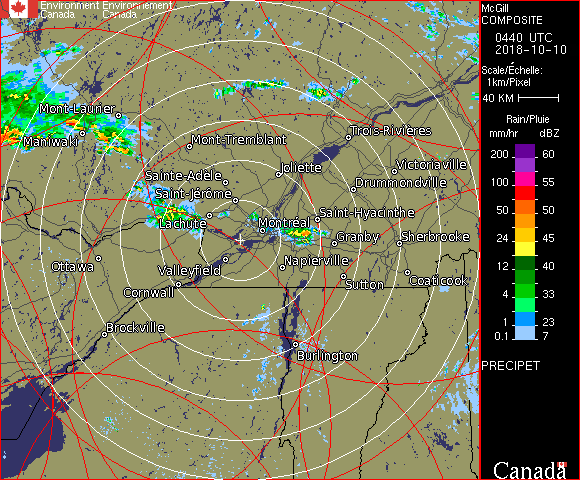 Environment Environnement
Canada Canada
McGill
COMPOSITE
0440 UTC
2018-10-10
Scale/Échelle:
1km/Pixel
40 KM
Rain/Pluie
mm/hr dBZ
200 60
155
100 55
50 50
24 45
12 40
4 33
1 23
0.1 7
PRECIPET
Canada
Mont-Laurier
Maniwaki
Mont-Tremblant
Trois-Rivières
Joliette
Victoriaville
Sainte-Adèle
Drummondville
Saint-Jérôme
Lachute
Montréal
Saint-Hyacinthe
Granby
Sherbrooke
Ottawa
Valleyfield
Napierville
Cornwall
Sutton
Coaticook
Brockville
Burlington